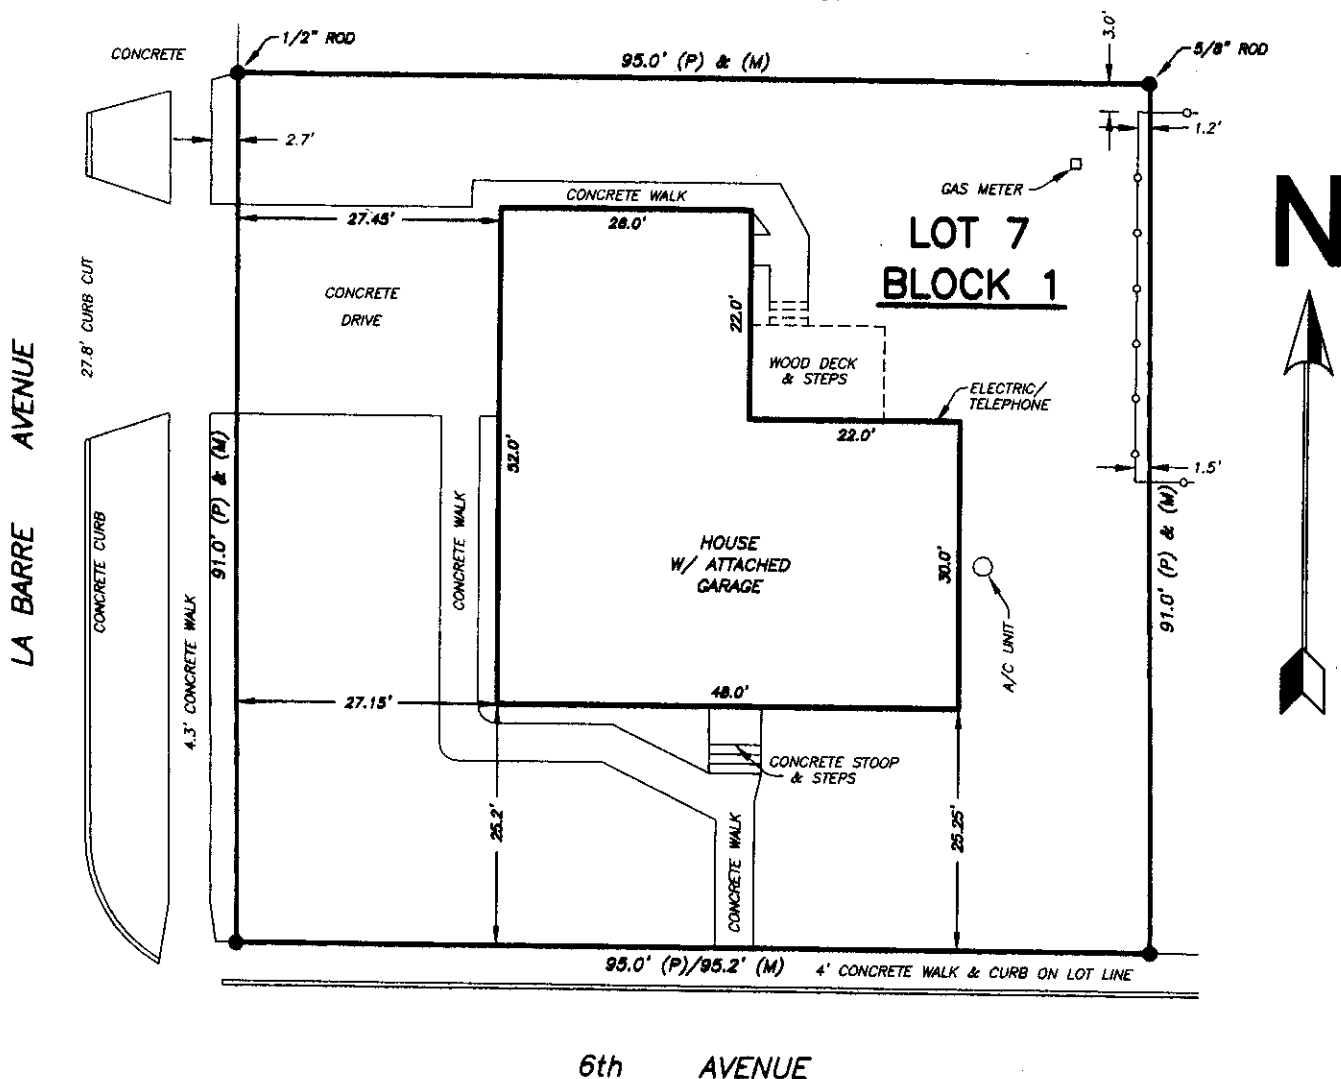 CONCRETE
1/2" ROD
95.0' (P) & (M)
3.0'
5/8" ROD
2.7'
1.2'
GAS METER
CONCRETE WALK
27.45'
26.0'
LOT 7
BLOCK 1
N
27.8' CURB CUT
CONCRETE
DRIVE
22.0'
WOOD DECK
& STEPS
ELECTRIC/
TELEPHONE
22.0'
LA BARRE AVENUE
91.0' (P) & (M)
52.0'
1.5'
CONCRETE CURB
CONCRETE WALK
HOUSE
W/ ATTACHED
GARAGE
30.0'
91.0' (P) & (M)
A/C UNIT
4.3' CONCRETE WALK
27.15'
48.0'
CONCRETE STOOP
& STEPS
25.2'
CONCRETE WALK
25.25'
95.0' (P)/95.2' (M)
4' CONCRETE WALK & CURB ON LOT LINE
6th AVENUE